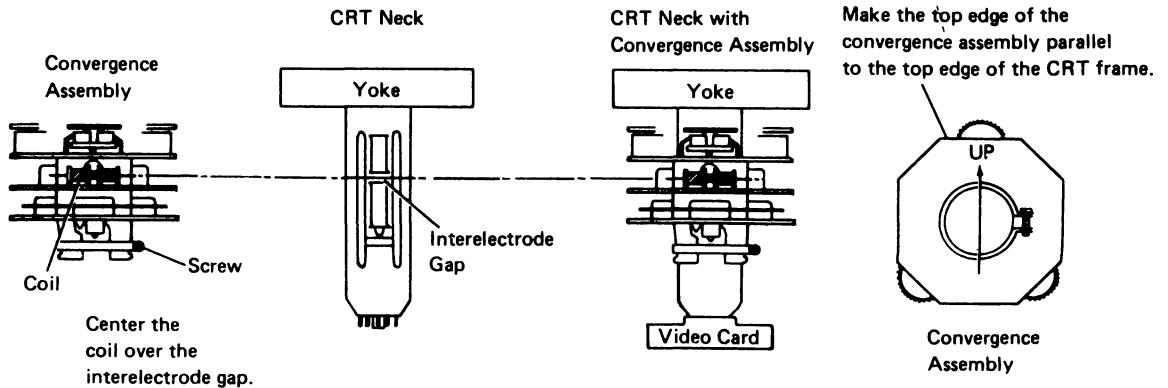 Convergence
Assembly
Coil
Screw
Center the
coil over the
interelectrode gap.
CRT Neck
Yoke
Interelectrode
Gap
CRT Neck with
Convergence Assembly
Yoke
Video Card
Make the top edge of the
convergence assembly parallel
to the top edge of the CRT frame.
UP
Convergence
Assembly